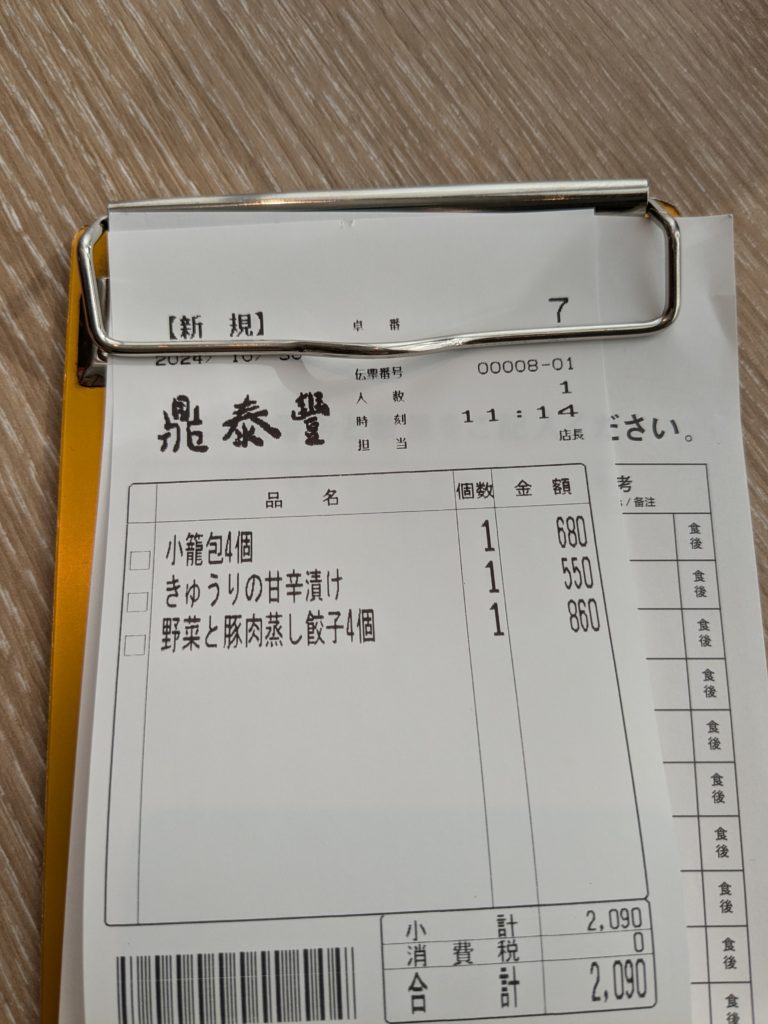 【新 規】
卓 番 7
2024/ 10/ 30
伝票番号 00008-01
人 数 1
鼎泰豐
時 刻 11:14
担 当 店長
ださい。
品 名 個数 金 額
小籠包4個 1 680
きゅうりの甘辛漬け 1 550
野菜と豚肉蒸し餃子4個 1 860
小 計 2,090
消 費 税 0
合 計 2,090
考
/备注
食後
食後
食後
食後
食後
食後
食後
食後
食後
食後